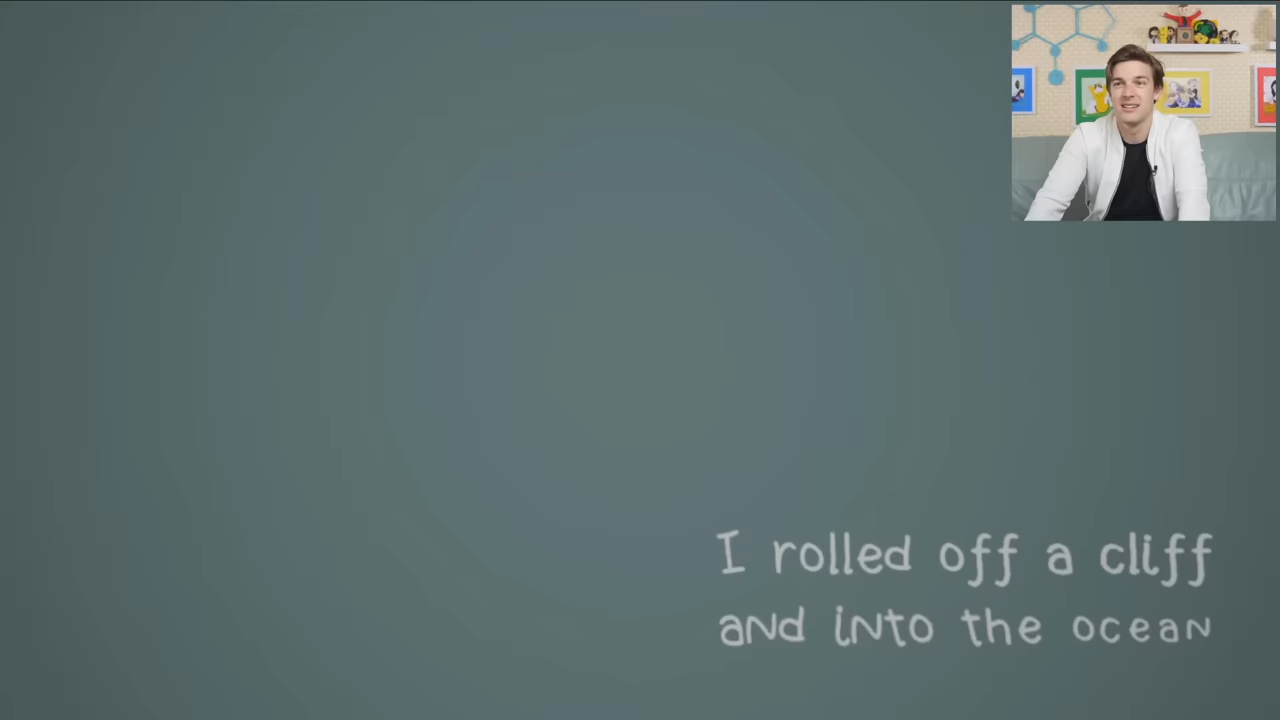 I rolled off a cliff
and into the ocean